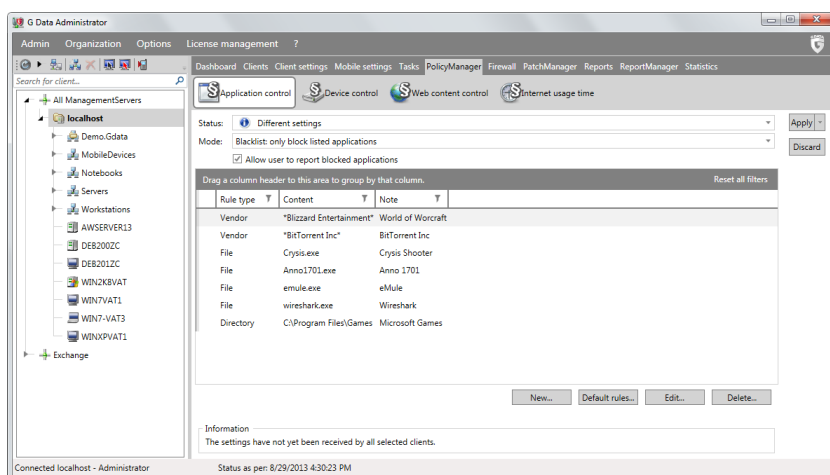 G Data Administrator
Admin Organization Options License management ?
Search for client...
All ManagementServers
localhost
Demo.Gdata
MobileDevices
Notebooks
Servers
Workstations
AWSERVER13
DEB200ZC
DEB201ZC
WIN2K8VAT
WIN7VAT1
WIN7-VAT3
WINXPVAT1
Exchange
Dashboard Clients Client settings Mobile settings Tasks PolicyManager Firewall PatchManager Reports ReportManager Statistics
Application control Device control Web content control Internet usage time
Status: Different settings Apply
Mode: Blacklist: only block listed applications Discard
Allow user to report blocked applications
Drag a column header to this area to group by that column. Reset all filters
Rule type Content Note
Vendor *Blizzard Entertainment* World of Worcraft
Vendor *BitTorrent Inc* BitTorrent Inc
File Crysis.exe Crysis Shooter
File Anno1701.exe Anno 1701
File emule.exe eMule
File wireshark.exe Wireshark
Directory C:\Program Files\Games Microsoft Games
New... Default rules... Edit... Delete...
Information
The settings have not yet been received by all selected clients.
Connected localhost - Administrator Status as per: 8/29/2013 4:30:23 PM